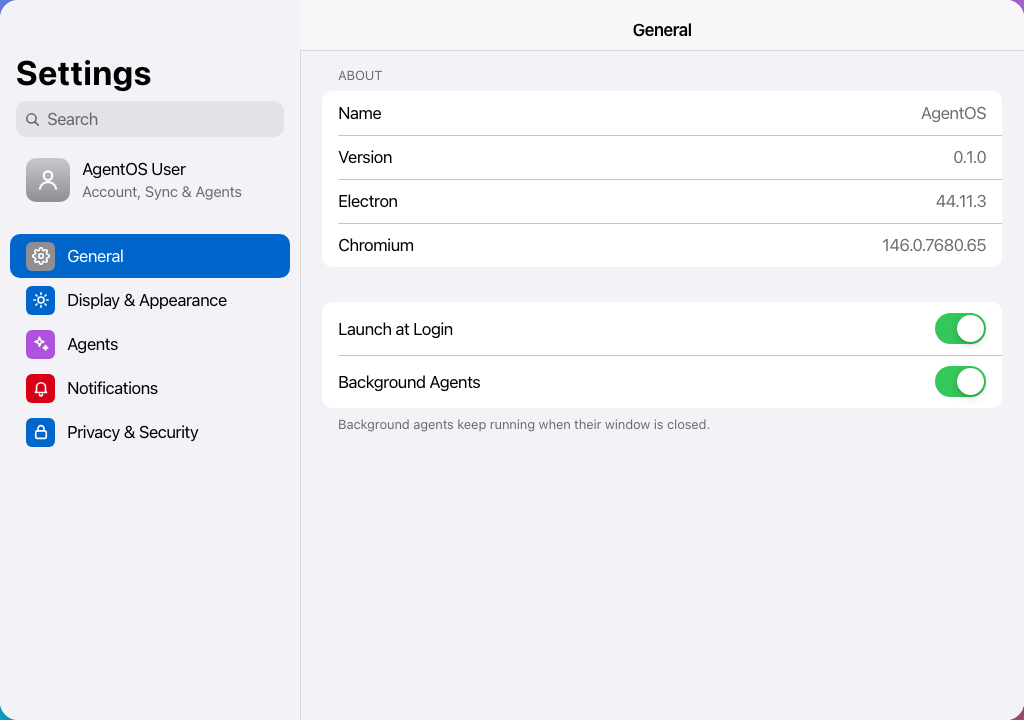 General
Settings
Search
AgentOS User
Account, Sync & Agents
General
Display & Appearance
Agents
Notifications
Privacy & Security
ABOUT
Name AgentOS
Version 0.1.0
Electron 44.11.3
Chromium 146.0.7680.65
Launch at Login
Background Agents
Background agents keep running when their window is closed.